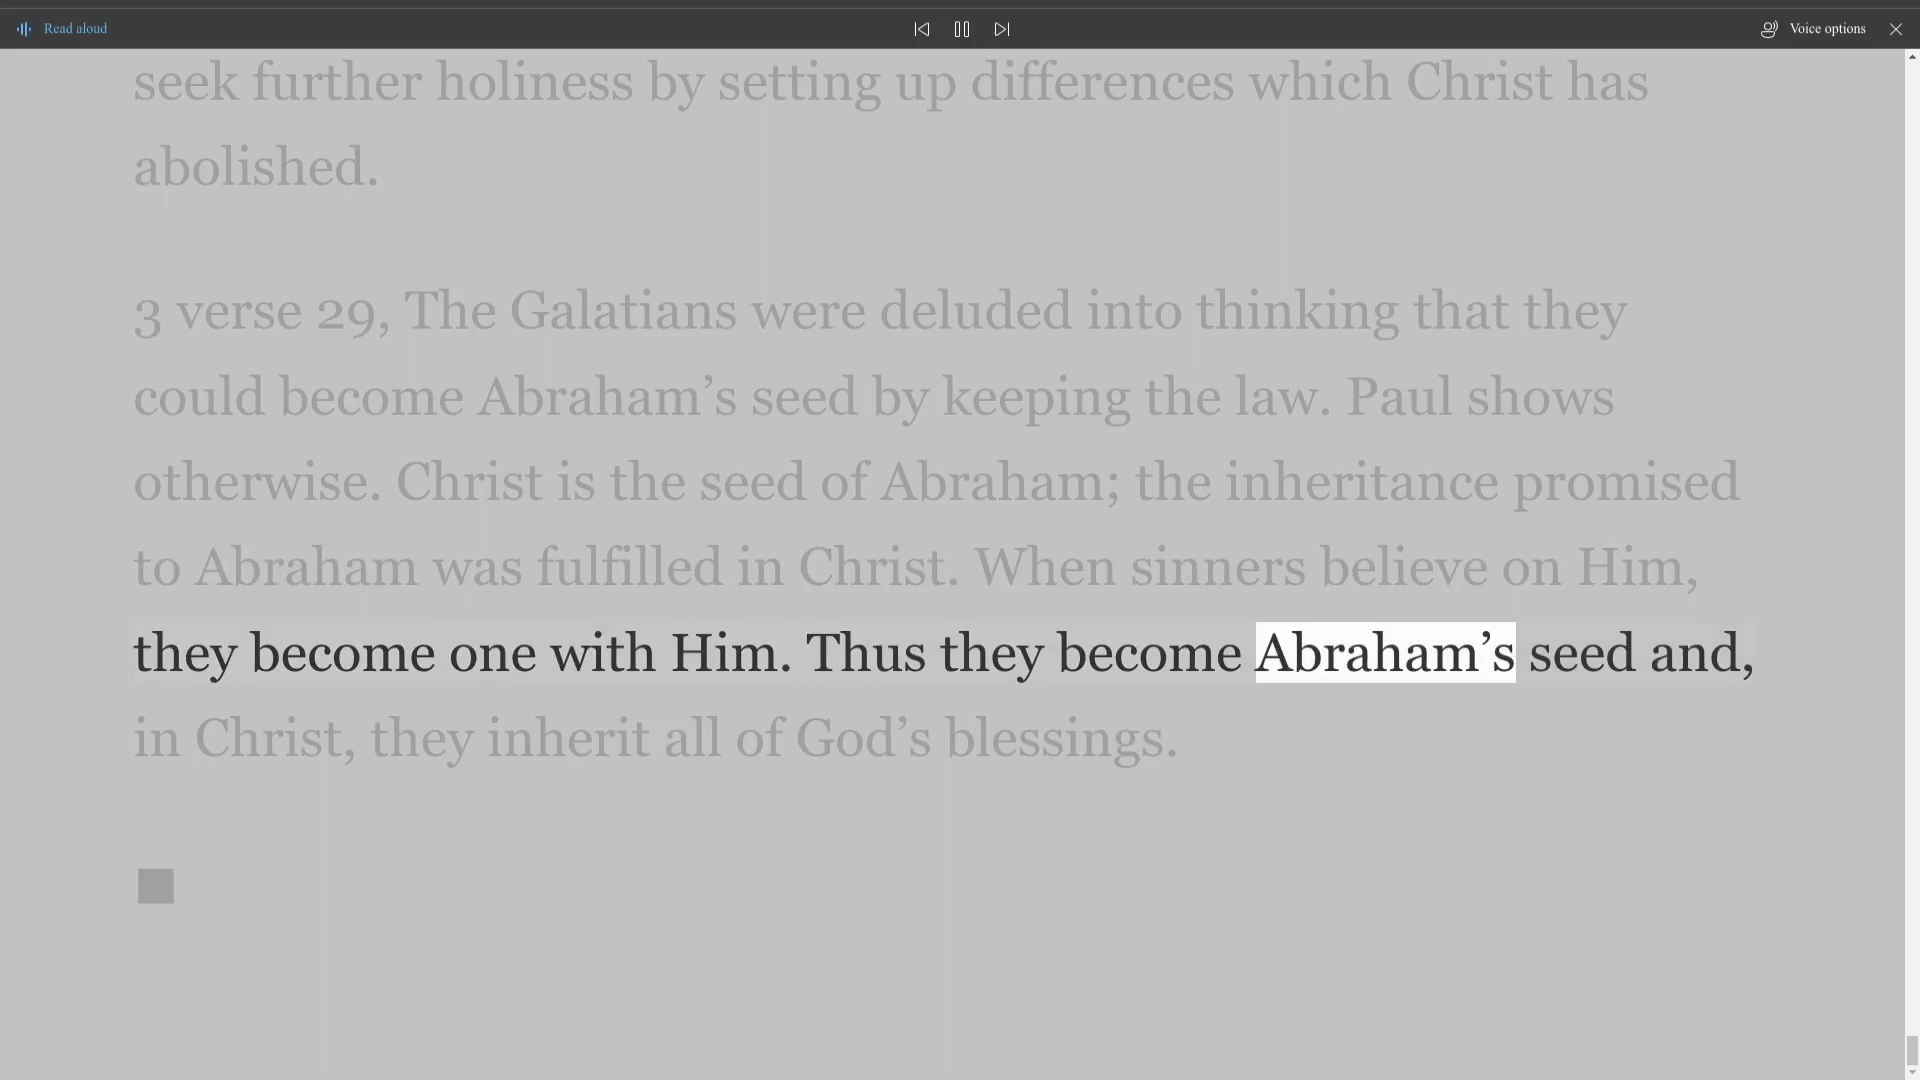 Read aloud
Voice options
seek further holiness by setting up differences which Christ has
abolished.
3 verse 29, The Galatians were deluded into thinking that they
could become Abraham’s seed by keeping the law. Paul shows
otherwise. Christ is the seed of Abraham; the inheritance promised
to Abraham was fulfilled in Christ. When sinners believe on Him,
they become one with Him. Thus they become Abraham’s seed and,
in Christ, they inherit all of God’s blessings.